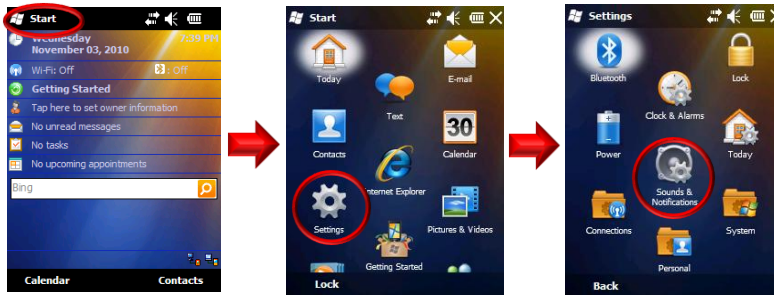 Start
Wednesday 7:39 PM
November 03, 2010
Wi-Fi: Off : Off
Getting Started
Tap here to set owner information
No unread messages
No tasks
No upcoming appointments
Bing
Calendar Contacts
Start
Today
E-mail
Text
Contacts
30
Calendar
Internet Explorer
Settings
Pictures & Videos
Getting Started
Lock
Settings
Bluetooth
Lock
Clock & Alarms
Power
Today
Sounds &
Notifications
Connections
System
Personal
Back